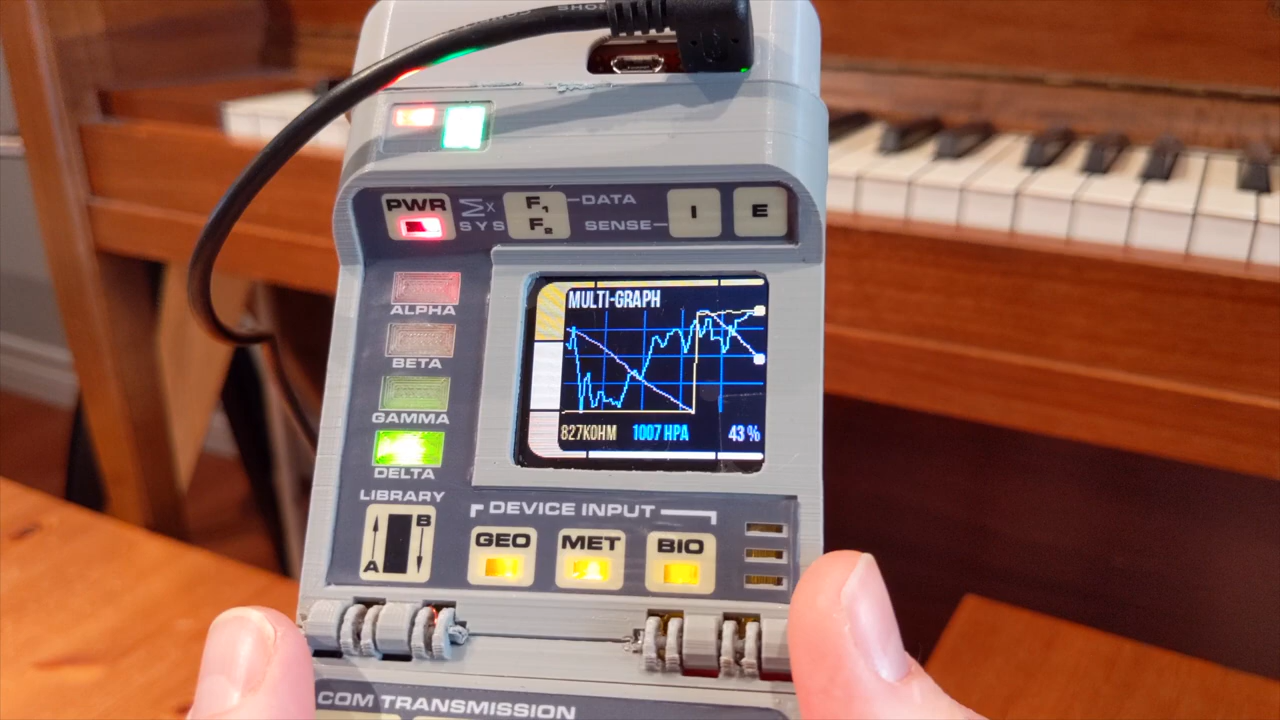 PWR
Σx
SYS
F1
F2
DATA
SENSE
I
E
ALPHA
BETA
GAMMA
DELTA
MULTI-GRAPH
827KOHM 1007 HPA 43 %
LIBRARY
A
B
DEVICE INPUT
GEO
MET
BIO
COM TRANSMISSION